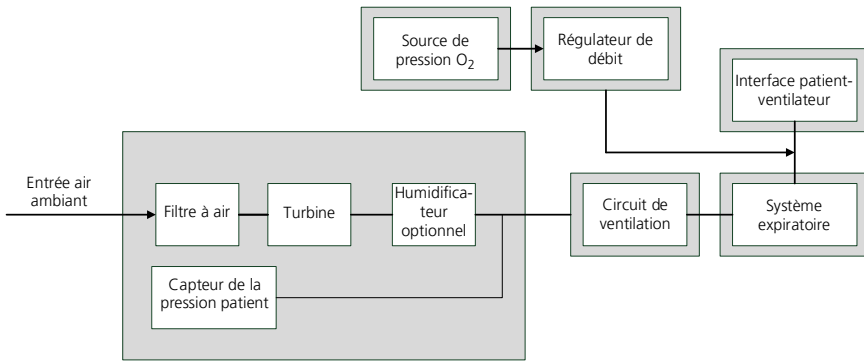 Source de
pression O₂
Régulateur de
débit
Interface patient-
ventilateur
Entrée air
ambiant
Filtre à air
Turbine
Humidifica-
teur
optionnel
Circuit de
ventilation
Système
expiratoire
Capteur de la
pression patient